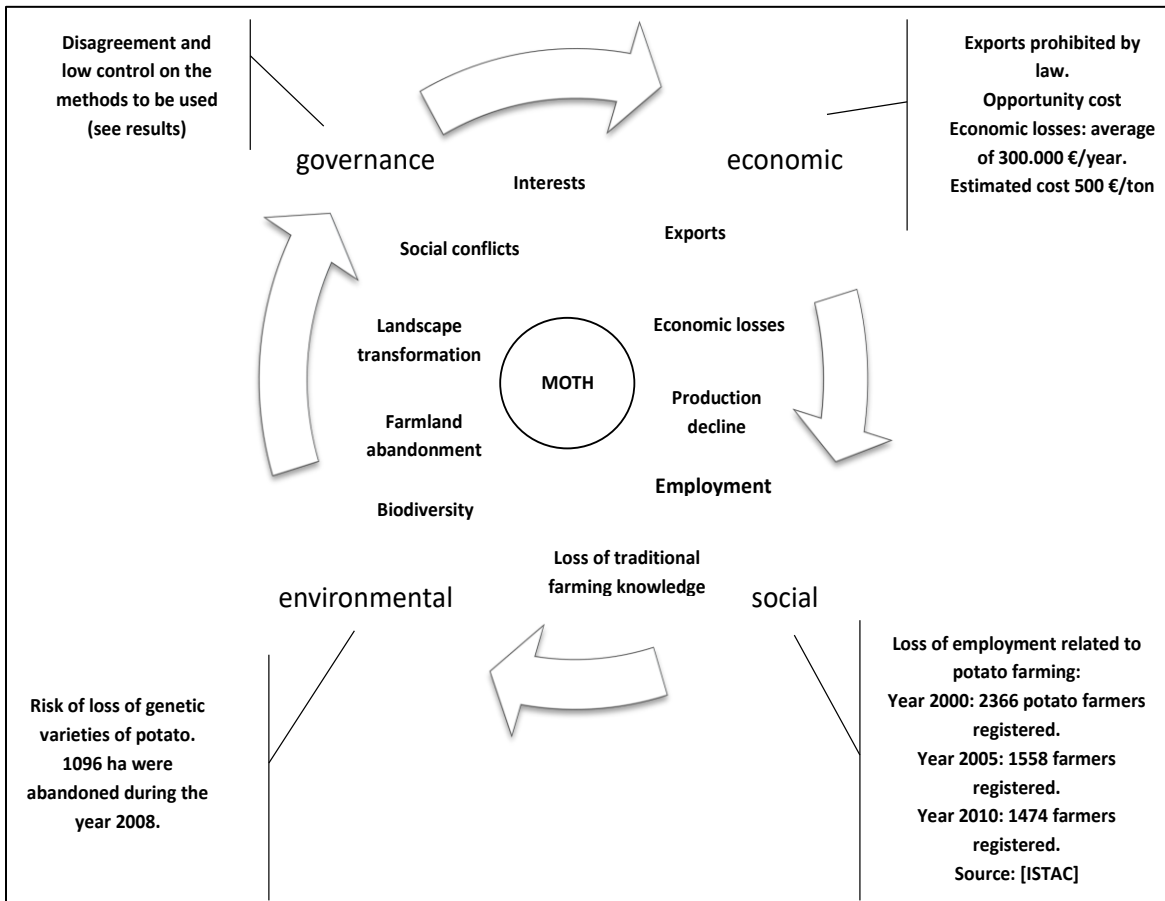 Disagreement and
low control on the
methods to be used
(see results)
Exports prohibited by
law.
Opportunity cost
Economic losses: average
of 300.000 €/year.
Estimated cost 500 €/ton
governance
economic
Interests
Exports
Social conflicts
Landscape
transformation
Economic losses
MOTH
Production
decline
Farmland
abandonment
Employment
Biodiversity
Loss of traditional
farming knowledge
environmental
social
Risk of loss of genetic
varieties of potato.
1096 ha were
abandoned during the
year 2008.
Loss of employment related to
potato farming:
Year 2000: 2366 potato farmers
registered.
Year 2005: 1558 farmers
registered.
Year 2010: 1474 farmers
registered.
Source: [ISTAC]